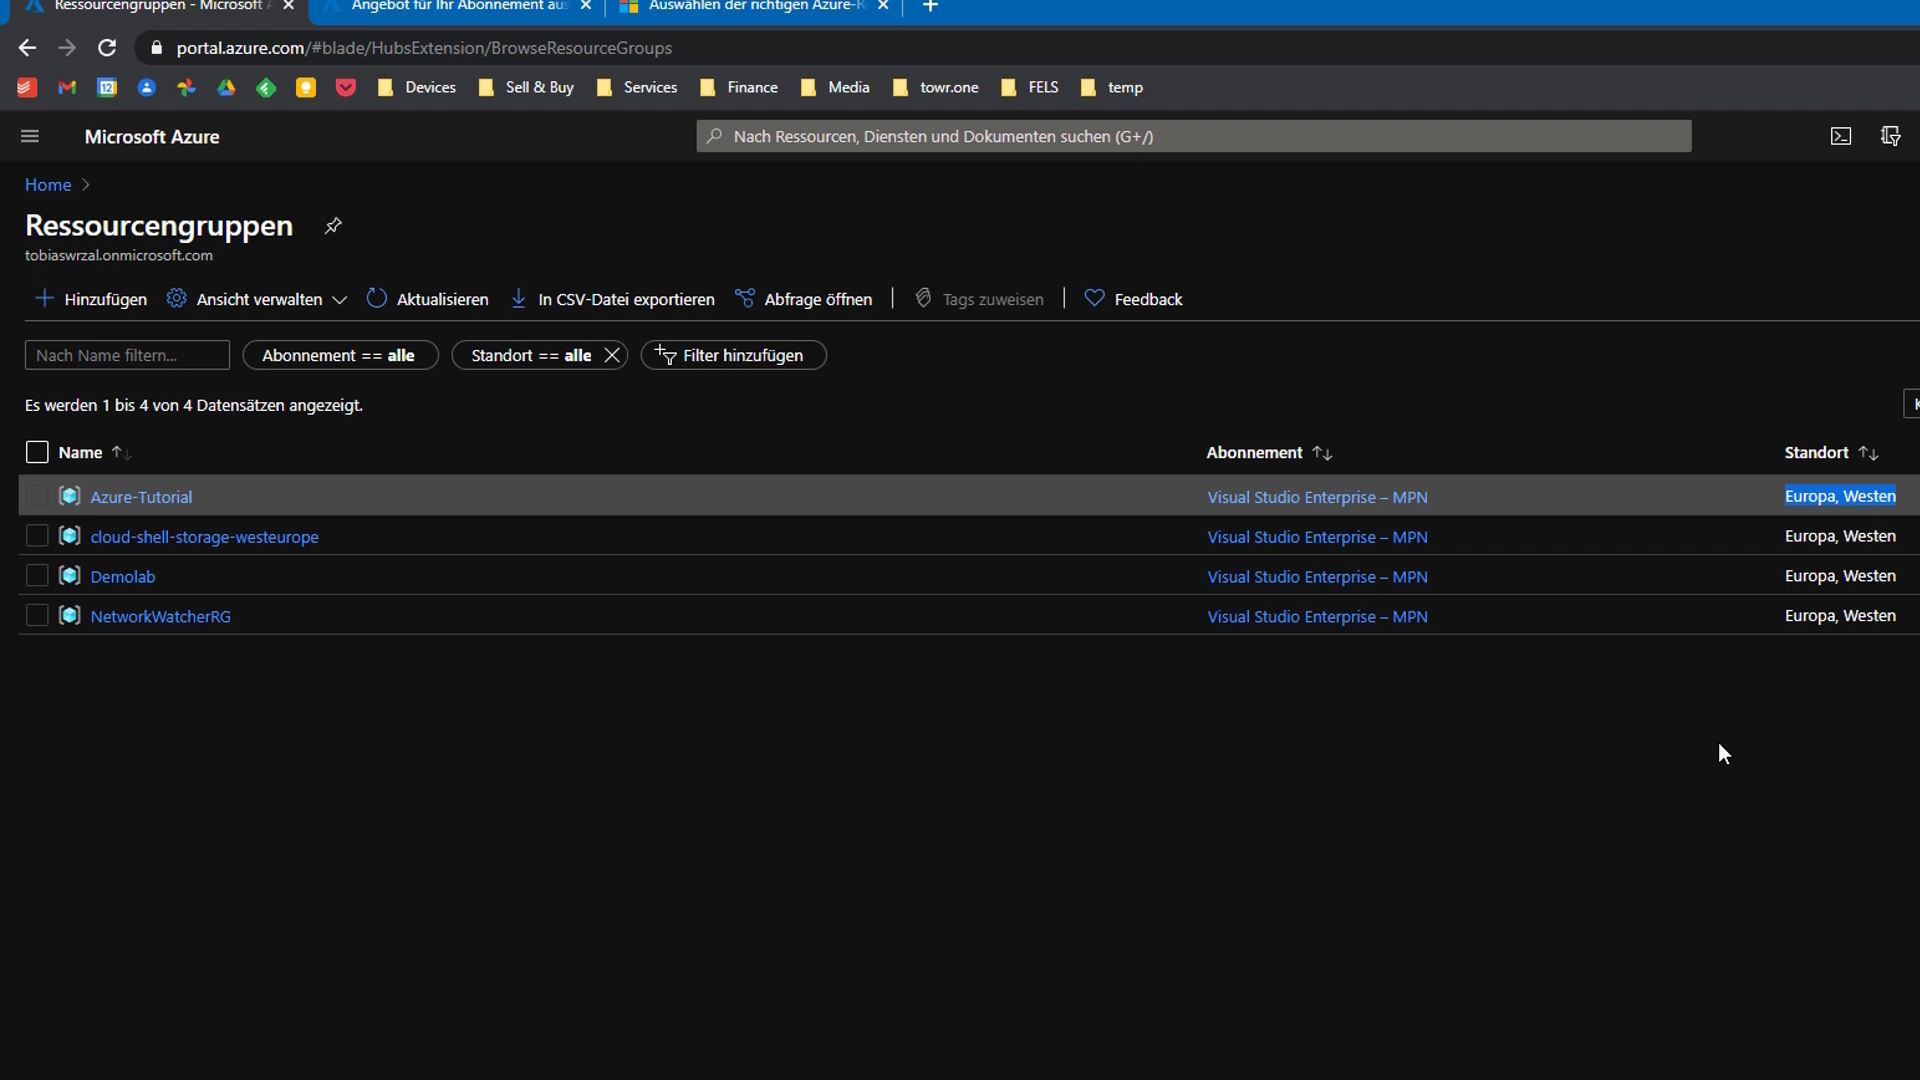 Ressourcengruppen - Microsoft A
Angebot für Ihr Abonnement aus
Auswählen der richtigen Azure-R
portal.azure.com/#blade/HubsExtension/BrowseResourceGroups
12
Devices
Sell & Buy
Services
Finance
Media
towr.one
FELS
temp
Microsoft Azure
Nach Ressourcen, Diensten und Dokumenten suchen (G+/)
Home
Ressourcengruppen
tobiaswrzal.onmicrosoft.com
Hinzufügen
Ansicht verwalten
Aktualisieren
In CSV-Datei exportieren
Abfrage öffnen
Tags zuweisen
Feedback
Nach Name filtern...
Abonnement == alle
Standort == alle
Filter hinzufügen
Es werden 1 bis 4 von 4 Datensätzen angezeigt.
K
Name
Abonnement
Standort
Azure-Tutorial
Visual Studio Enterprise – MPN
Europa, Westen
cloud-shell-storage-westeurope
Visual Studio Enterprise – MPN
Europa, Westen
Demolab
Visual Studio Enterprise – MPN
Europa, Westen
NetworkWatcherRG
Visual Studio Enterprise – MPN
Europa, Westen